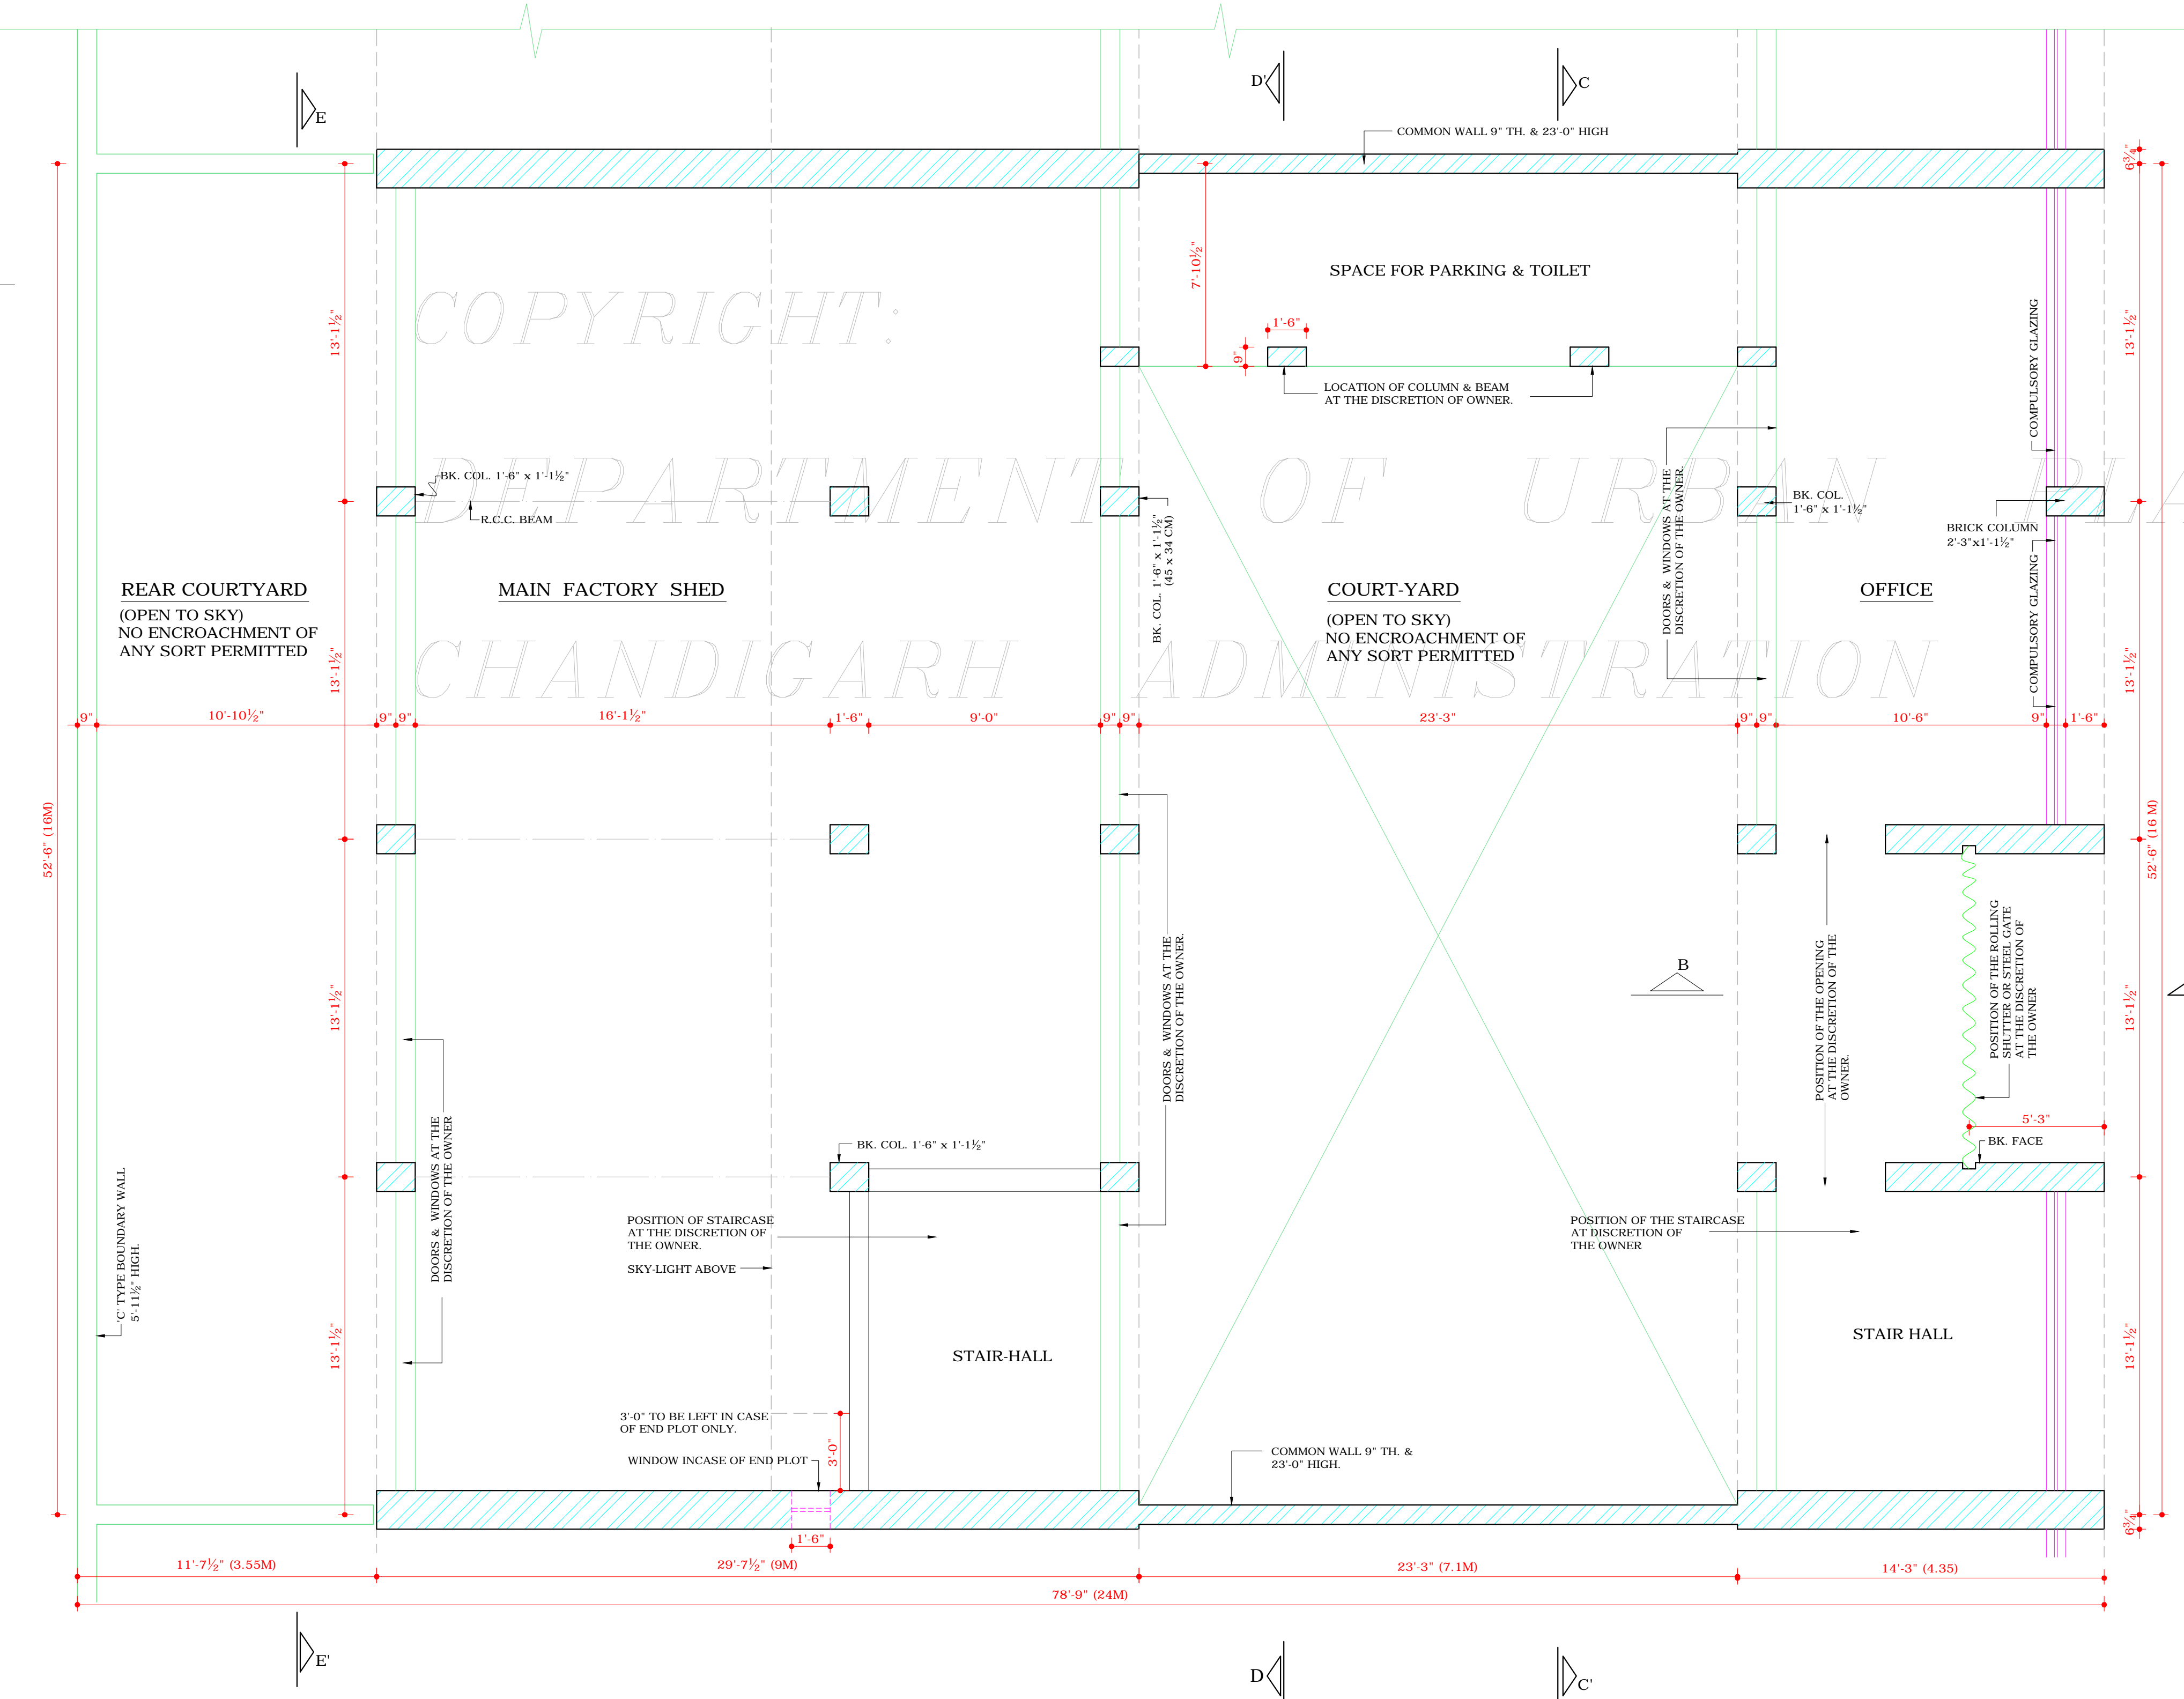 D'
C
E
COMMON WALL 9" TH. & 23'-0" HIGH
6¾"
7'-10½"
SPACE FOR PARKING & TOILET
COPYRIGHT:
13'-1½"
13'-1½"
1'-6"
9"
COMPULSORY GLAZING
LOCATION OF COLUMN & BEAM
AT THE DISCRETION OF OWNER.
DEPARTMENT OF URBAN PLA
BK. COL. 1'-6" x 1'-1½"
R.C.C. BEAM
BK. COL. 1'-6" x 1'-1½"
(45 x 34 CM)
DOORS & WINDOWS AT THE
DISCRETION OF THE OWNER.
BK. COL.
1'-6" x 1'-1½"
BRICK COLUMN
2'-3"x1'-1½"
REAR COURTYARD
(OPEN TO SKY)
NO ENCROACHMENT OF
ANY SORT PERMITTED
MAIN FACTORY SHED
COURT-YARD
(OPEN TO SKY)
NO ENCROACHMENT OF
ANY SORT PERMITTED
OFFICE
COMPULSORY GLAZING
13'-1½"
13'-1½"
CHANDIGARH ADMINISTRATION
9"
10'-10½"
9"
9"
16'-1½"
1'-6"
9'-0"
9"
9"
23'-3"
9"
9"
10'-6"
9"
1'-6"
52'-6" (16M)
52'-6" (16 M)
DOORS & WINDOWS AT THE
DISCRETION OF THE OWNER.
B
POSITION OF THE OPENING
AT THE DISCRETION OF THE
OWNER.
POSITION OF THE ROLLING
SHUTTER OR STEEL GATE
AT THE DISCRETION OF
THE OWNER
13'-1½"
13'-1½"
5'-3"
BK. FACE
DOORS & WINDOWS AT THE
DISCRETION OF THE OWNER
BK. COL. 1'-6" x 1'-1½"
'C' TYPE BOUNDARY WALL
5'-11½" HIGH.
POSITION OF STAIRCASE
AT THE DISCRETION OF
THE OWNER.
SKY-LIGHT ABOVE
POSITION OF THE STAIRCASE
AT DISCRETION OF
THE OWNER
13'-1½"
13'-1½"
STAIR-HALL
STAIR HALL
3'-0" TO BE LEFT IN CASE
OF END PLOT ONLY.
3'-0"
WINDOW INCASE OF END PLOT
COMMON WALL 9" TH. &
23'-0" HIGH.
6¾"
1'-6"
11'-7½" (3.55M)
29'-7½" (9M)
23'-3" (7.1M)
14'-3" (4.35)
78'-9" (24M)
E'
D
C'